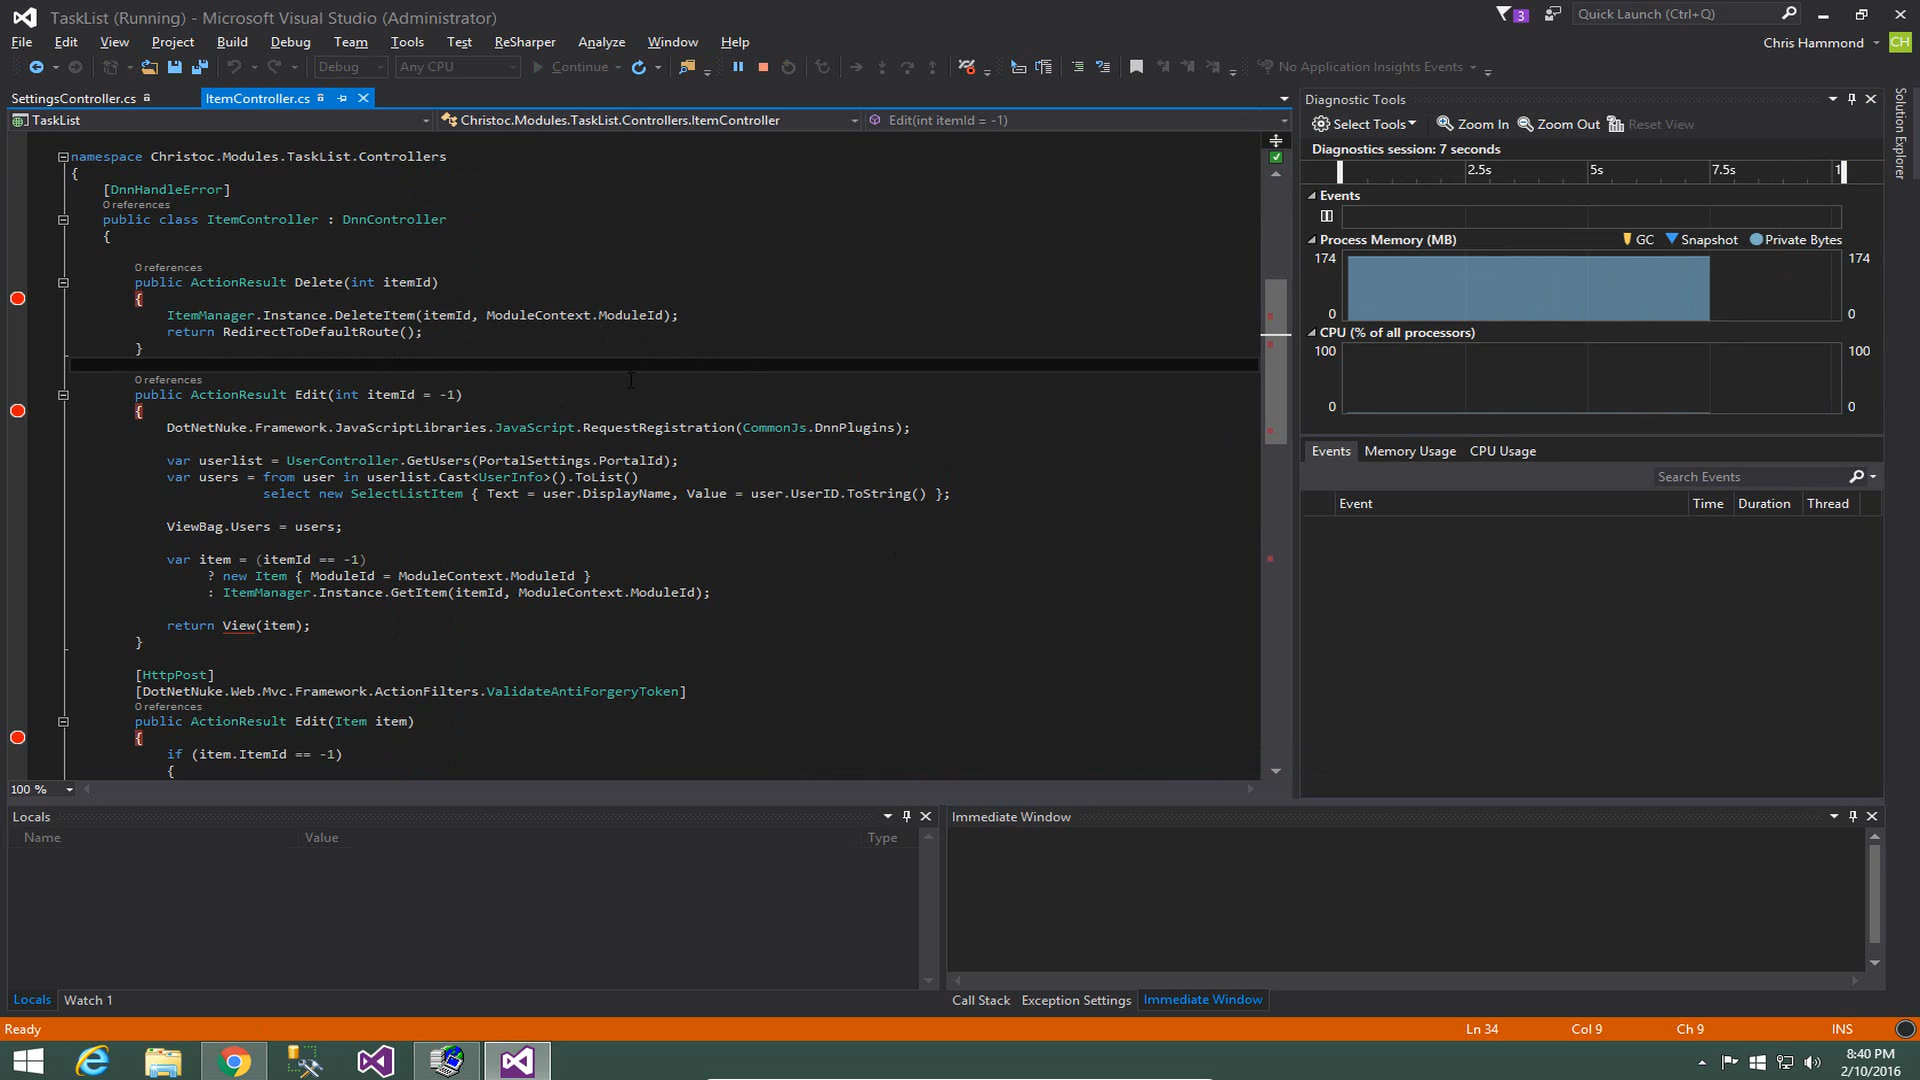 TaskList (Running) - Microsoft Visual Studio (Administrator)
3
Quick Launch (Ctrl+Q)
File Edit View Project Build Debug Team Tools Test ReSharper Analyze Window Help
Chris Hammond CH
Debug Any CPU Continue No Application Insights Events
SettingsController.cs ItemController.cs
TaskList Christoc.Modules.TaskList.Controllers.ItemController Edit(int itemId = -1)
namespace Christoc.Modules.TaskList.Controllers
{
[DnnHandleError]
0 references
public class ItemController : DnnController
{
0 references
public ActionResult Delete(int itemId)
{
ItemManager.Instance.DeleteItem(itemId, ModuleContext.ModuleId);
return RedirectToDefaultRoute();
}
0 references
public ActionResult Edit(int itemId = -1)
{
DotNetNuke.Framework.JavaScriptLibraries.JavaScript.RequestRegistration(CommonJs.DnnPlugins);
var userlist = UserController.GetUsers(PortalSettings.PortalId);
var users = from user in userlist.Cast<UserInfo>().ToList()
select new SelectListItem { Text = user.DisplayName, Value = user.UserID.ToString() };
ViewBag.Users = users;
var item = (itemId == -1)
? new Item { ModuleId = ModuleContext.ModuleId }
: ItemManager.Instance.GetItem(itemId, ModuleContext.ModuleId);
return View(item);
}
[HttpPost]
[DotNetNuke.Web.Mvc.Framework.ActionFilters.ValidateAntiForgeryToken]
0 references
public ActionResult Edit(Item item)
{
if (item.ItemId == -1)
{
100 %
Diagnostic Tools
Select Tools Zoom In Zoom Out Reset View
Diagnostics session: 7 seconds
2.5s 5s 7.5s 1
Events
Process Memory (MB) GC Snapshot Private Bytes
174 174
0 0
CPU (% of all processors)
100 100
0 0
Events Memory Usage CPU Usage
Search Events
Event Time Duration Thread
Solution Explorer
Locals
Name Value Type
Locals Watch 1
Immediate Window
Call Stack Exception Settings Immediate Window
Ready Ln 34 Col 9 Ch 9 INS
8:40 PM
2/10/2016